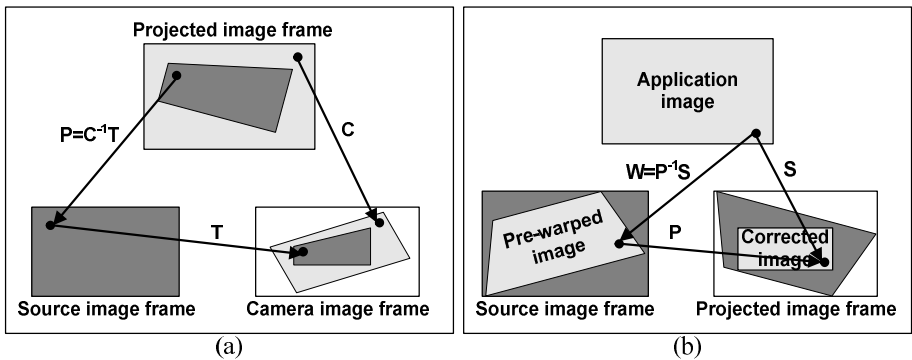 Projected image frame
P=C⁻¹T
C
T
Source image frame
Camera image frame
(a)
Application
image
W=P⁻¹S
S
Pre-warped
image
P
Corrected
image
Source image frame
Projected image frame
(b)